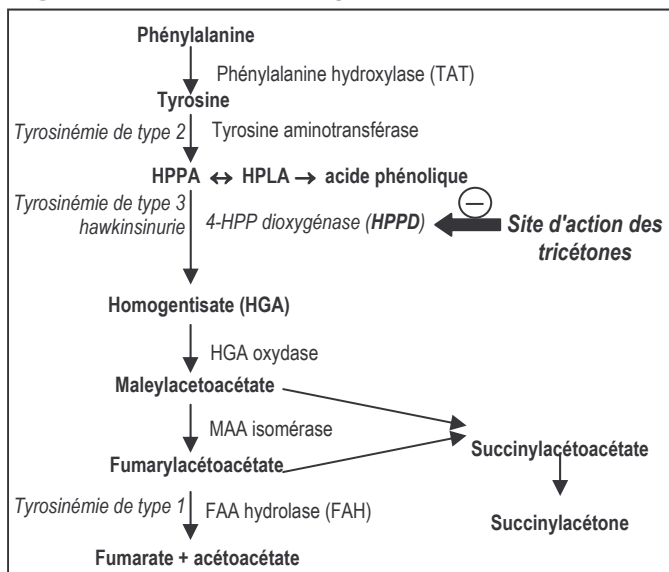 Phénylalanine
Phénylalanine hydroxylase (TAT)
Tyrosine
Tyrosinémie de type 2
Tyrosine aminotransférase
HPPA ↔ HPLA → acide phénolique
Tyrosinémie de type 3
hawkinsinurie
4-HPP dioxygénase (HPPD)
Site d'action des
tricétones
Homogentisate (HGA)
HGA oxydase
Maleylacetoacétate
MAA isomérase
Fumarylacétoacétate
Succinylacétoacétate
Tyrosinémie de type 1
FAA hydrolase (FAH)
Succinylacétone
Fumarate + acétoacétate